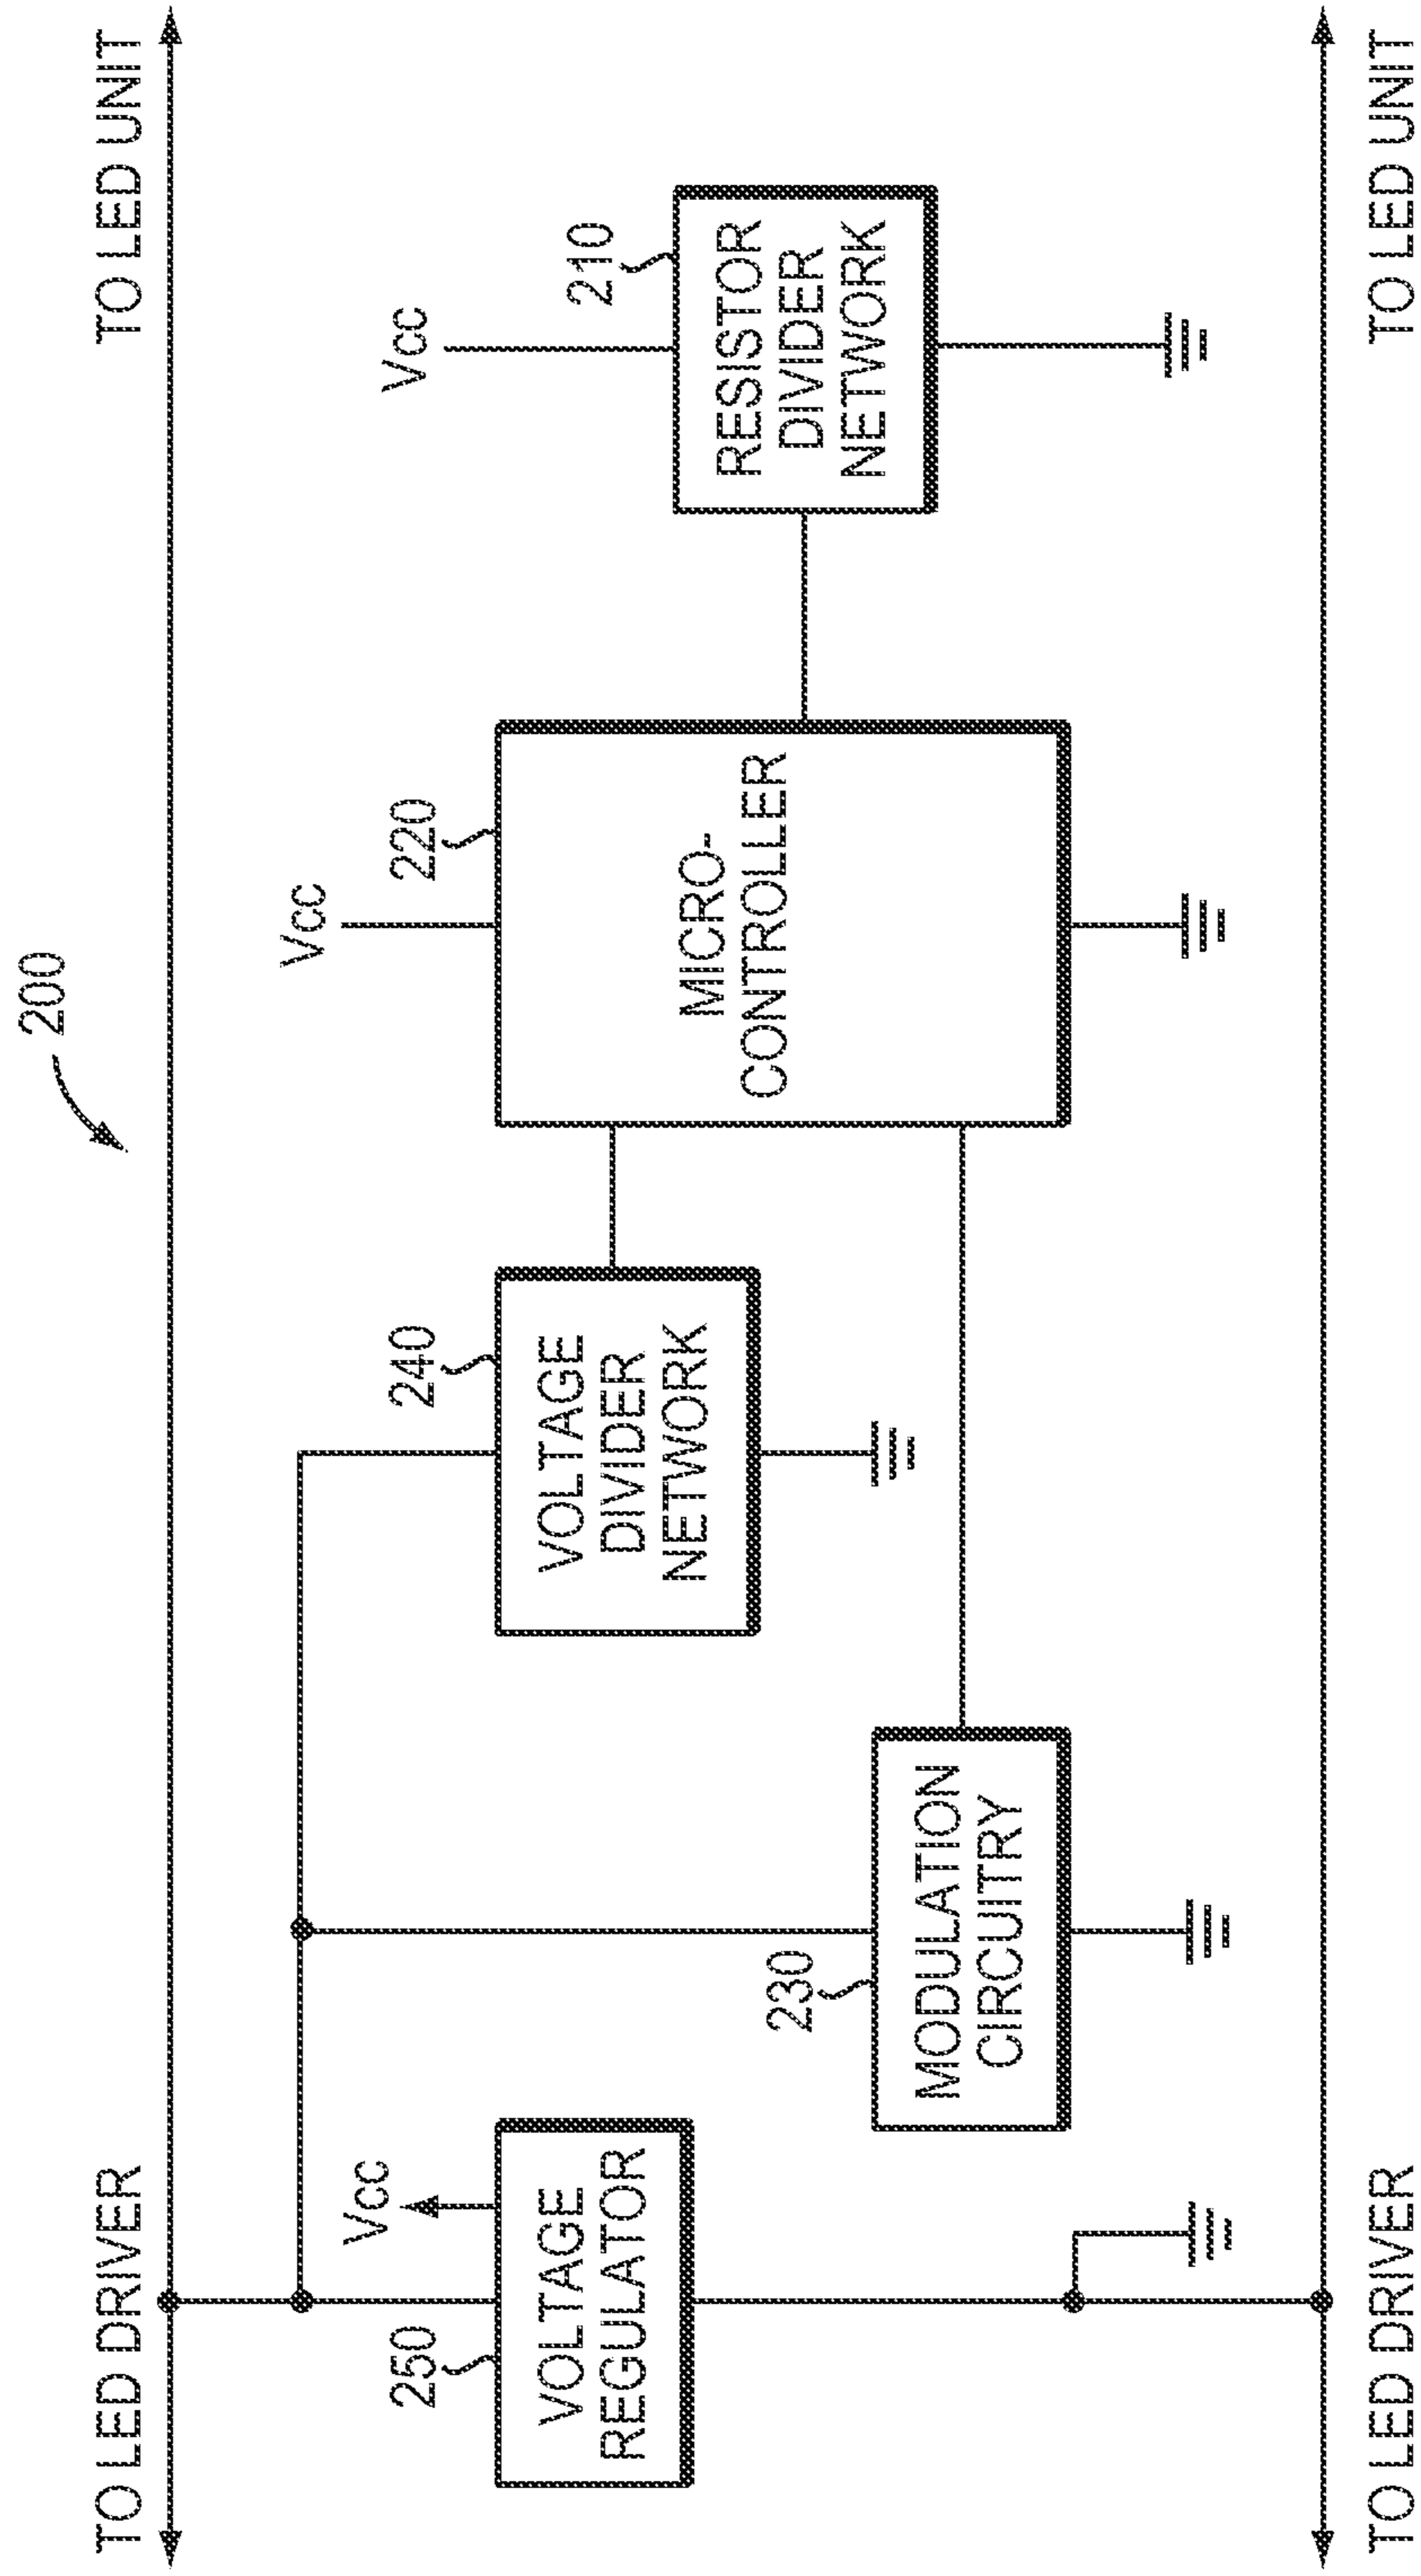 200
TO LED DRIVER
TO LED UNIT
Vcc
250
VOLTAGE
REGULATOR
230
MODULATION
CIRCUITRY
240
VOLTAGE
DIVIDER
NETWORK
Vcc
220
MICRO-
CONTROLLER
Vcc
210
RESISTOR
DIVIDER
NETWORK
TO LED DRIVER
TO LED UNIT